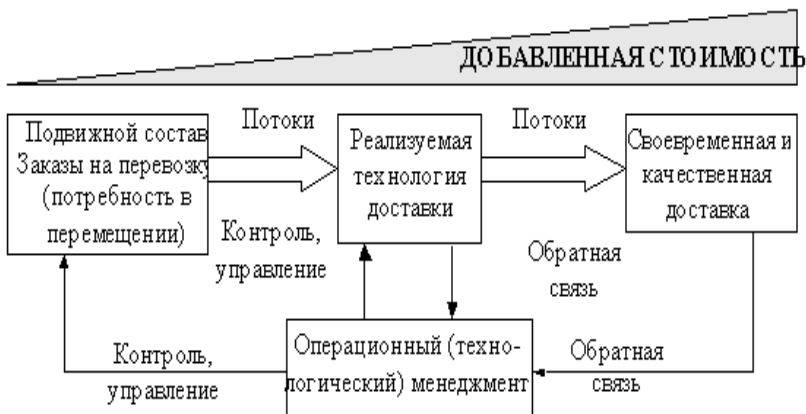 ДОБАВЛЕННАЯ СТОИМОСТЬ
Подвижной состав
Заказы на перевозку
(потребность в
перемещении)
Потоки
Реализуемая
технология
доставки
Потоки
Своевременная и
качественная
доставка
Контроль,
управление
Обратная
связь
Контроль,
управление
Операционный (техно-
логический) менеджмент
Обратная
связь